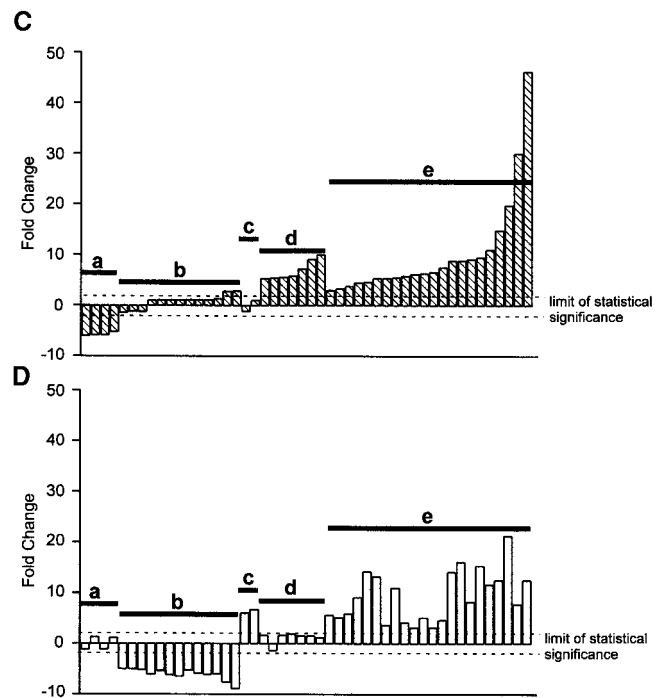 C
50
40
30
20
10
0
-10
Fold Change
a
b
c
d
e
limit of statistical
significance
D
50
40
30
20
10
0
-10
Fold Change
a
b
c
d
e
limit of statistical
significance